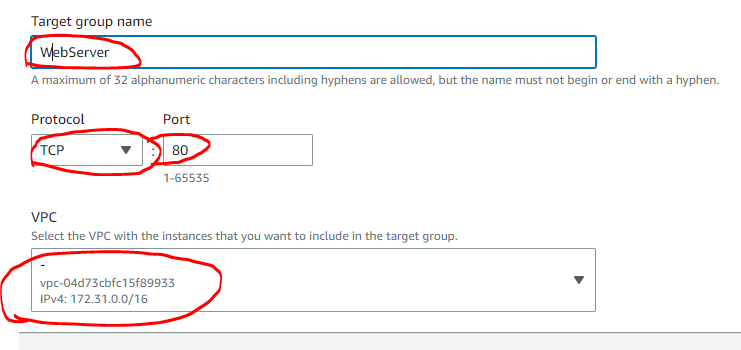 Target group name
WebServer
A maximum of 32 alphanumeric characters including hyphens are allowed, but the name must not begin or end with a hyphen.
Protocol Port
TCP : 80
1-65535
VPC
Select the VPC with the instances that you want to include in the target group.
-
vpc-04d73cbfc15f89933
IPv4: 172.31.0.0/16